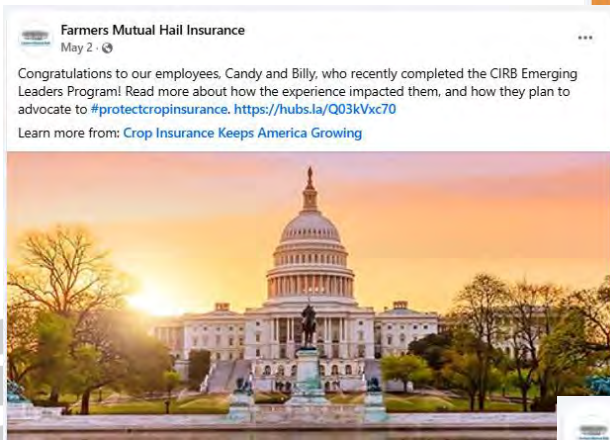 Farmers Mutual Hail Insurance
May 2 ·
Congratulations to our employees, Candy and Billy, who recently completed the CIRB Emerging
Leaders Program! Read more about how the experience impacted them, and how they plan to
advocate to #protectcropinsurance. https://hubs.la/Q03kVxc70
Learn more from: Crop Insurance Keeps America Growing